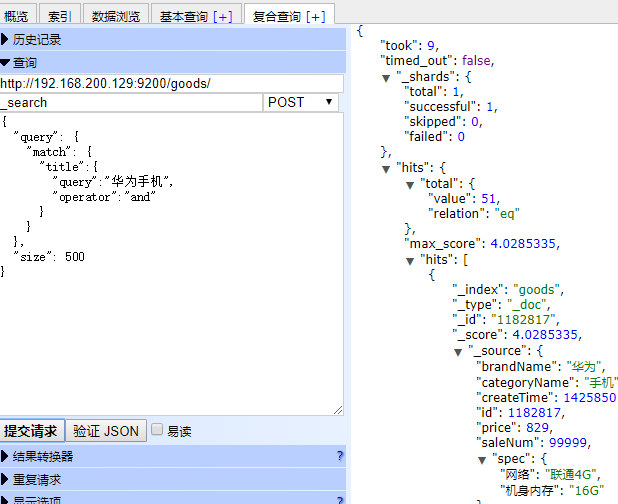 概览 索引 数据浏览 基本查询 [+] 复合查询 [+]
历史记录
查询
http://192.168.200.129:9200/goods/
_search POST
{
"query": {
"match": {
"title":{
"query":"华为手机",
"operator":"and"
}
}
},
"size": 500
}
提交请求 验证 JSON 易读
结果转换器 ?
重复请求 ?
显示选项 ?
{
"took": 9,
"timed_out": false,
"_shards": {
"total": 1,
"successful": 1,
"skipped": 0,
"failed": 0
},
"hits": {
"total": {
"value": 51,
"relation": "eq"
},
"max_score": 4.0285335,
"hits": [
{
"_index": "goods",
"_type": "_doc",
"_id": "1182817",
"_score": 4.0285335,
"_source": {
"brandName": "华为",
"categoryName": "手机"
"createTime": 1425850
"id": 1182817,
"price": 829,
"saleNum": 99999,
"spec": {
"网络": "联通4G",
"机身内存": "16G"